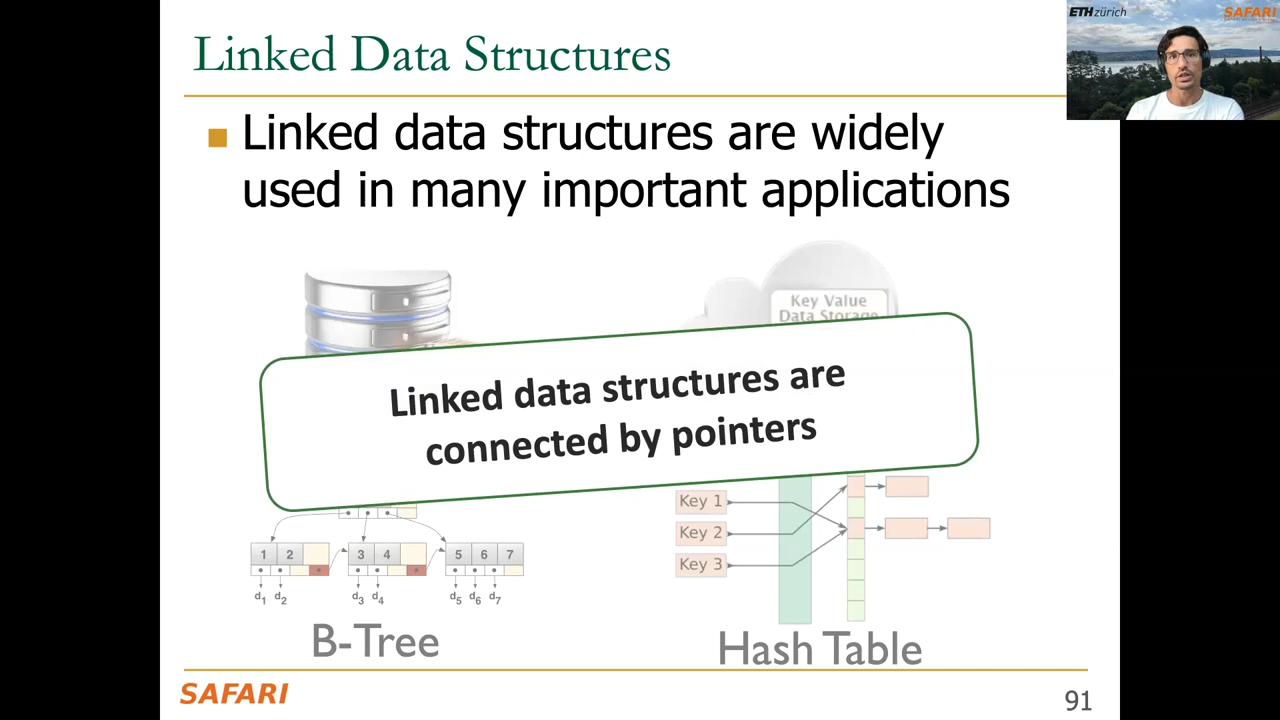 Linked Data Structures
ETHzürich
SAFARI
Linked data structures are widely
used in many important applications
Key Value
Data Storage
Linked data structures are
connected by pointers
1 2 3 4 5 6 7
d1 d2 d3 d4 d5 d6 d7
B-Tree
Key 1
Key 2
Key 3
Hash Table
SAFARI
91